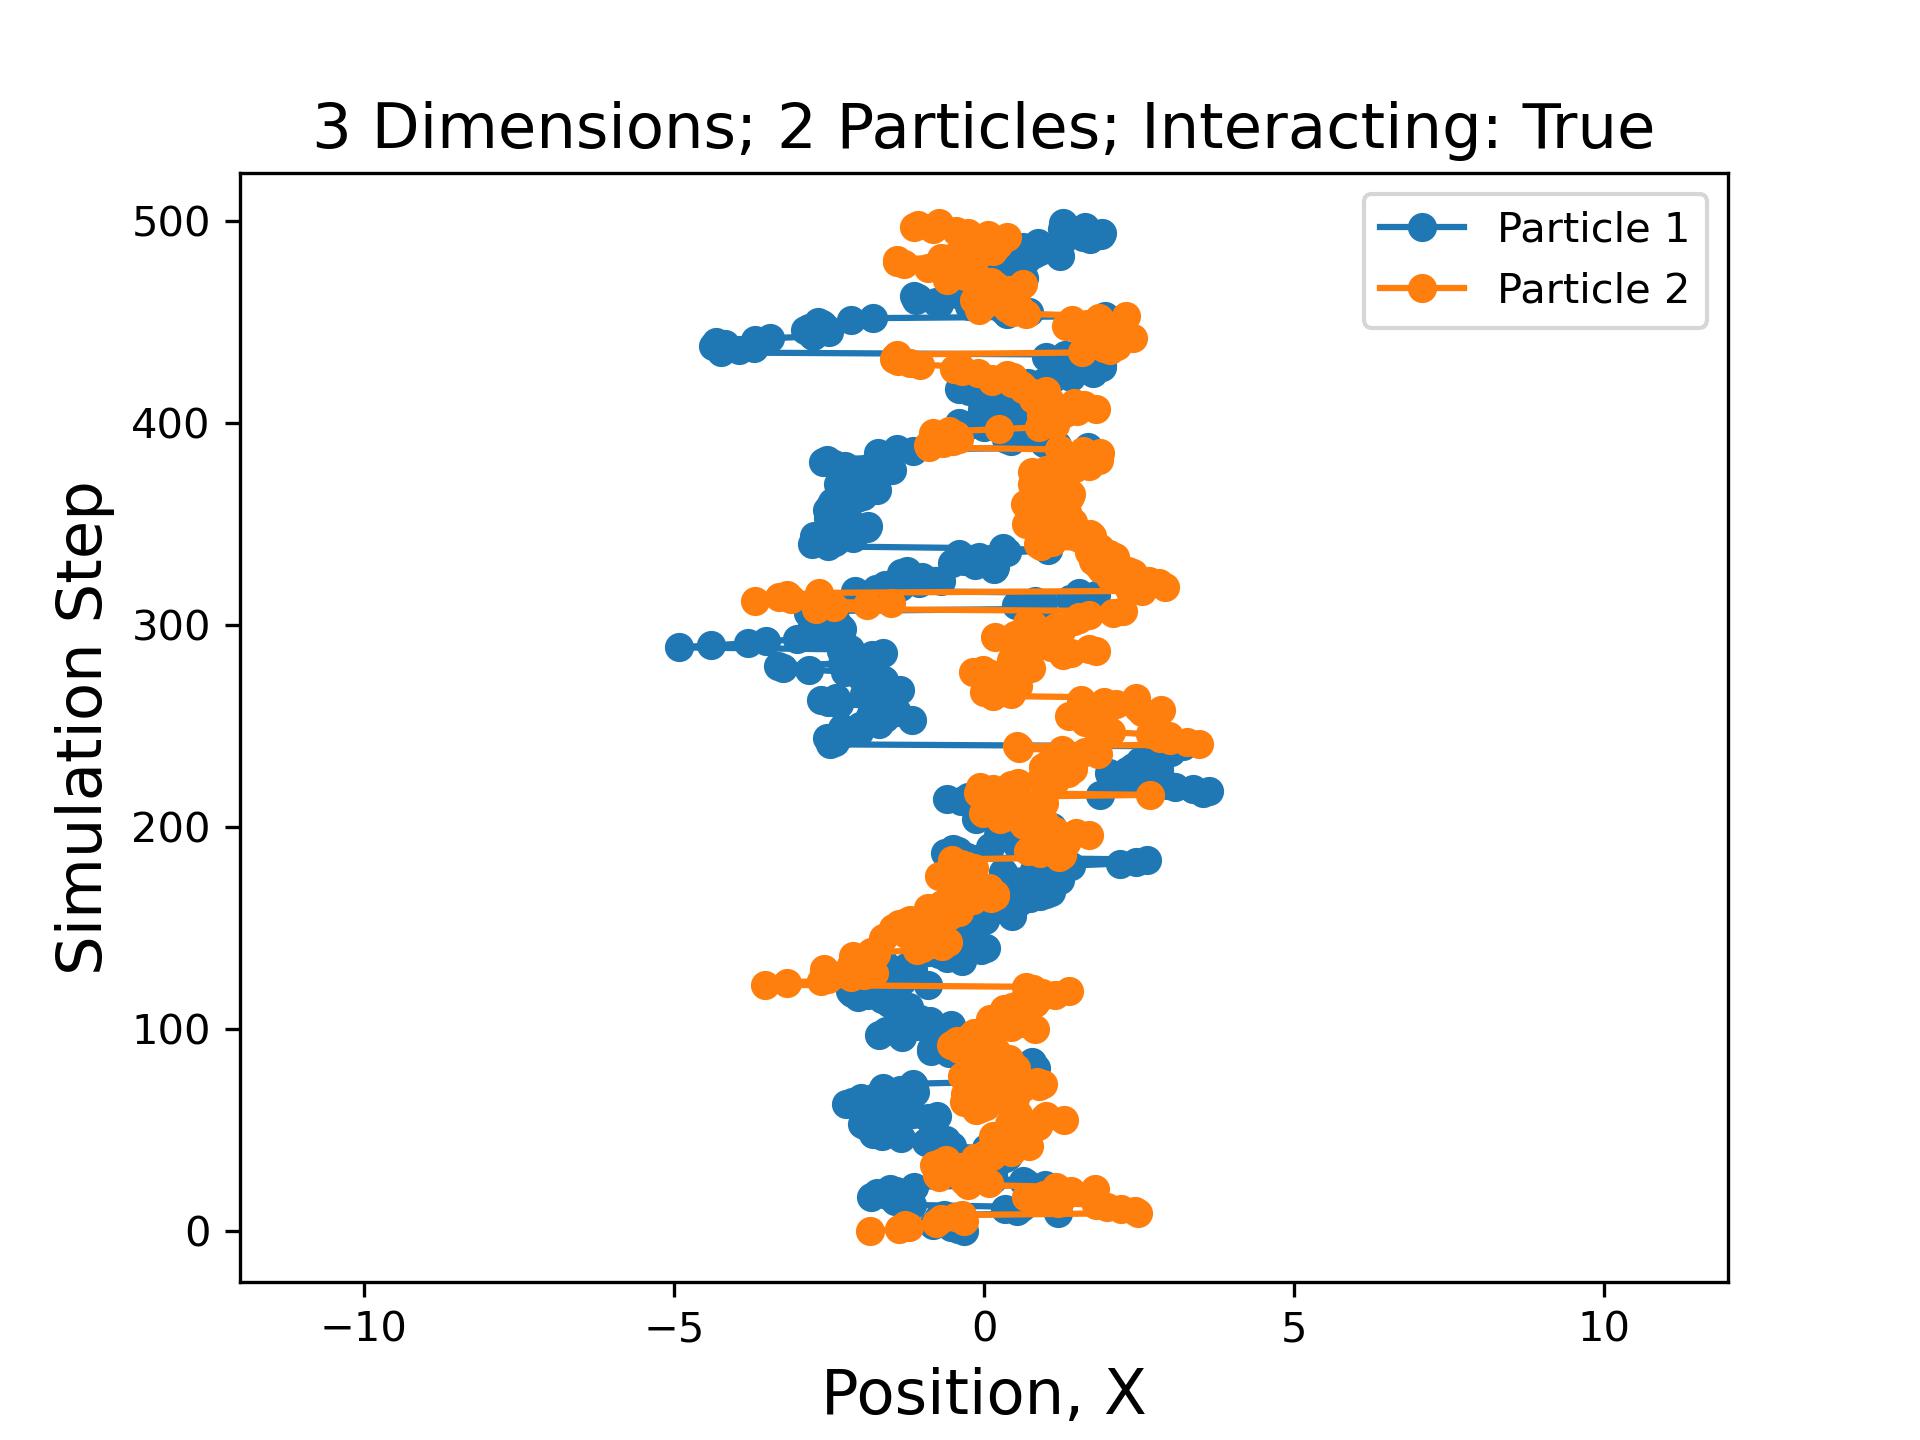 3 Dimensions; 2 Particles; Interacting: True
Particle 1
Particle 2
500
400
300
200
100
0
Simulation Step
−10
−5
0
5
10
Position, X